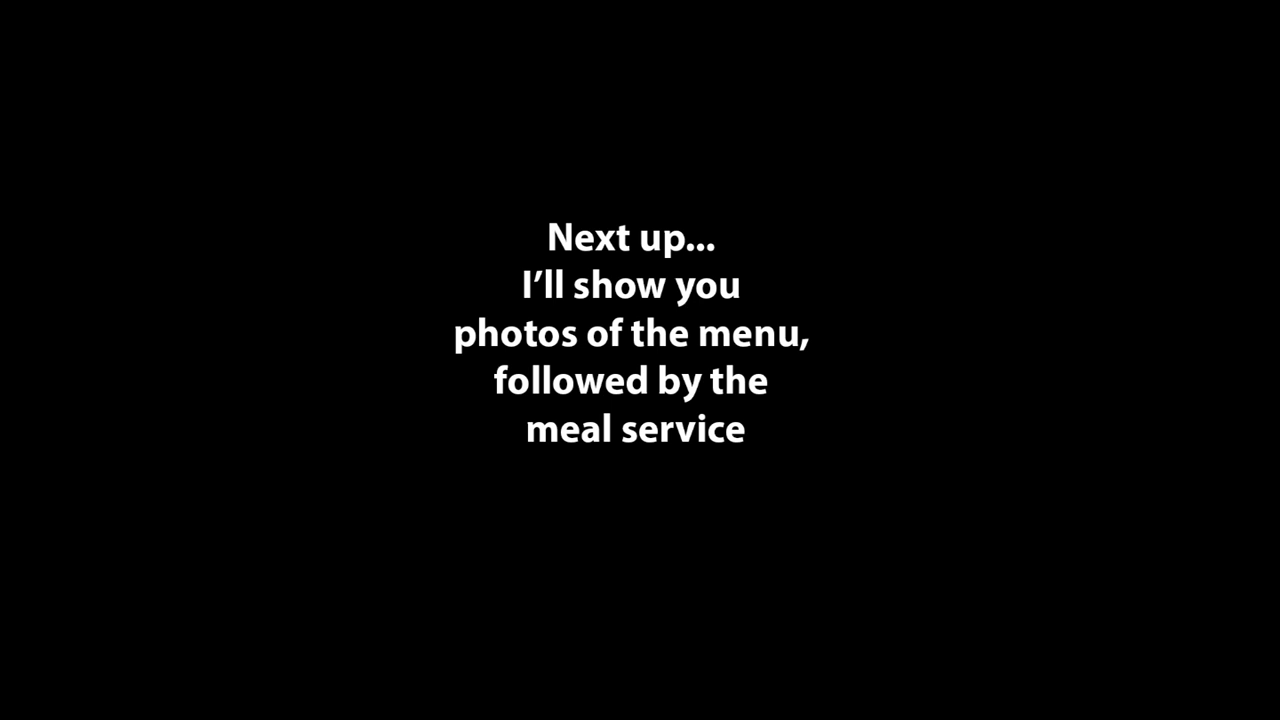 Next up...
I’ll show you
photos of the menu,
followed by the
meal service